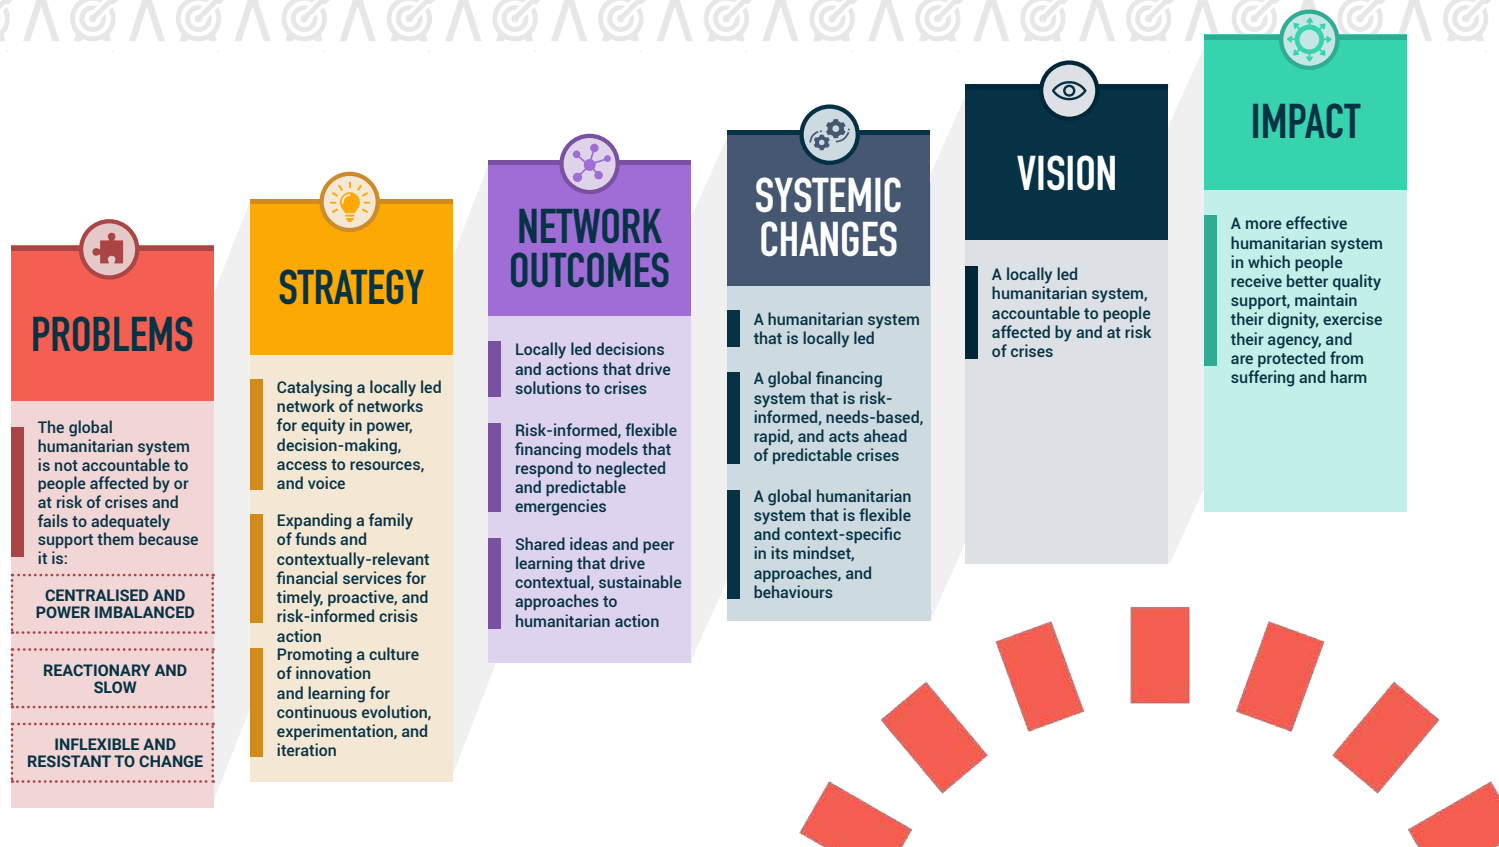 PROBLEMS
The global
humanitarian system
is not accountable to
people affected by or
at risk of crises and
fails to adequately
support them because
it is:
CENTRALISED AND
POWER IMBALANCED
REACTIONARY AND
SLOW
INFLEXIBLE AND
RESISTANT TO CHANGE
STRATEGY
Catalysing a locally led
network of networks
for equity in power,
decision-making,
access to resources,
and voice
Expanding a family
of funds and
contextually-relevant
financial services for
timely, proactive, and
risk-informed crisis
action
Promoting a culture
of innovation
and learning for
continuous evolution,
experimentation, and
iteration
NETWORK
OUTCOMES
Locally led decisions
and actions that drive
solutions to crises
Risk-informed, flexible
financing models that
respond to neglected
and predictable
emergencies
Shared ideas and peer
learning that drive
contextual, sustainable
approaches to
humanitarian action
SYSTEMIC
CHANGES
A humanitarian system
that is locally led
A global financing
system that is risk-
informed, needs-based,
rapid, and acts ahead
of predictable crises
A global humanitarian
system that is flexible
and context-specific
in its mindset,
approaches, and
behaviours
VISION
A locally led
humanitarian system,
accountable to people
affected by and at risk
of crises
IMPACT
A more effective
humanitarian system
in which people
receive better quality
support, maintain
their dignity, exercise
their agency, and
are protected from
suffering and harm